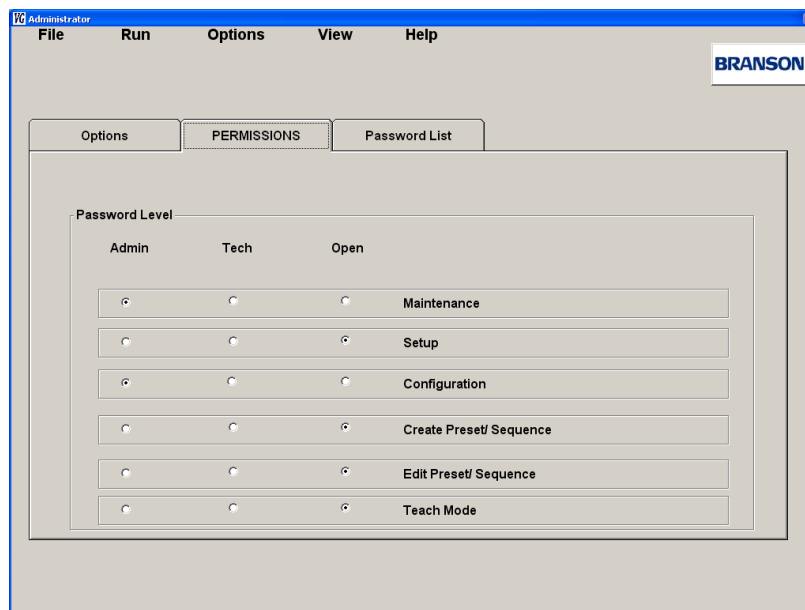 VG Administrator
File Run Options View Help
BRANSON
Options PERMISSIONS Password List
Password Level
Admin Tech Open
Maintenance
Setup
Configuration
Create Preset/ Sequence
Edit Preset/ Sequence
Teach Mode